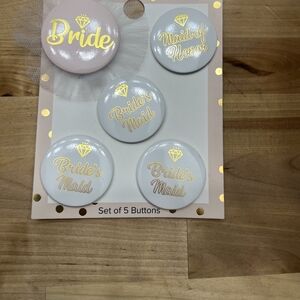 Bride
Maid of
Honor
Bride's
Maid
Bride's
Maid
Bride's
Maid
Set of 5 Buttons